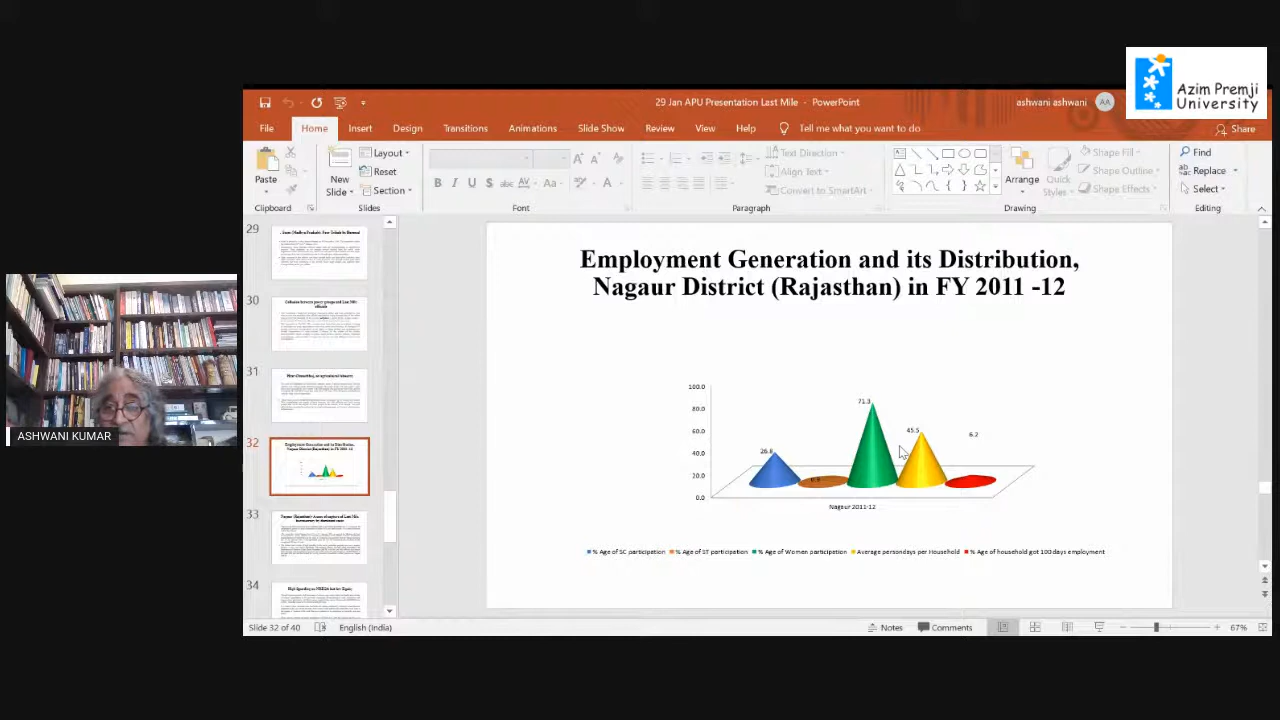 Azim Premji
University
29 Jan APU Presentation Last Mile - PowerPoint
ashwani ashwani
AA
File
Home
Insert
Design
Transitions
Animations
Slide Show
Review
View
Help
Tell me what you want to do
Share
Paste
New
Slide
Layout
Reset
Section
B I U S abc AV Aa A
Text Direction
Align Text
Convert to SmartArt
Arrange
Quick
Styles
Shape Fill
Shape Outline
Shape Effects
Find
Replace
Select
Clipboard
Slides
Font
Paragraph
Drawing
Editing
29
30
31
32
33
34
ASHWANI KUMAR
Employment Generation and its Distribution,
Nagaur District (Rajasthan) in FY 2011 -12
100.0
80.0
60.0
40.0
20.0
0.0
26.8
71.3
45.5
6.2
Nagaur 2011-12
% Age of SC participation
% Age of ST participation
% Age of Women participation
Average persondays per Household
% Age of household got 100 days employment
Slide 32 of 40
English (India)
Notes
Comments
67%